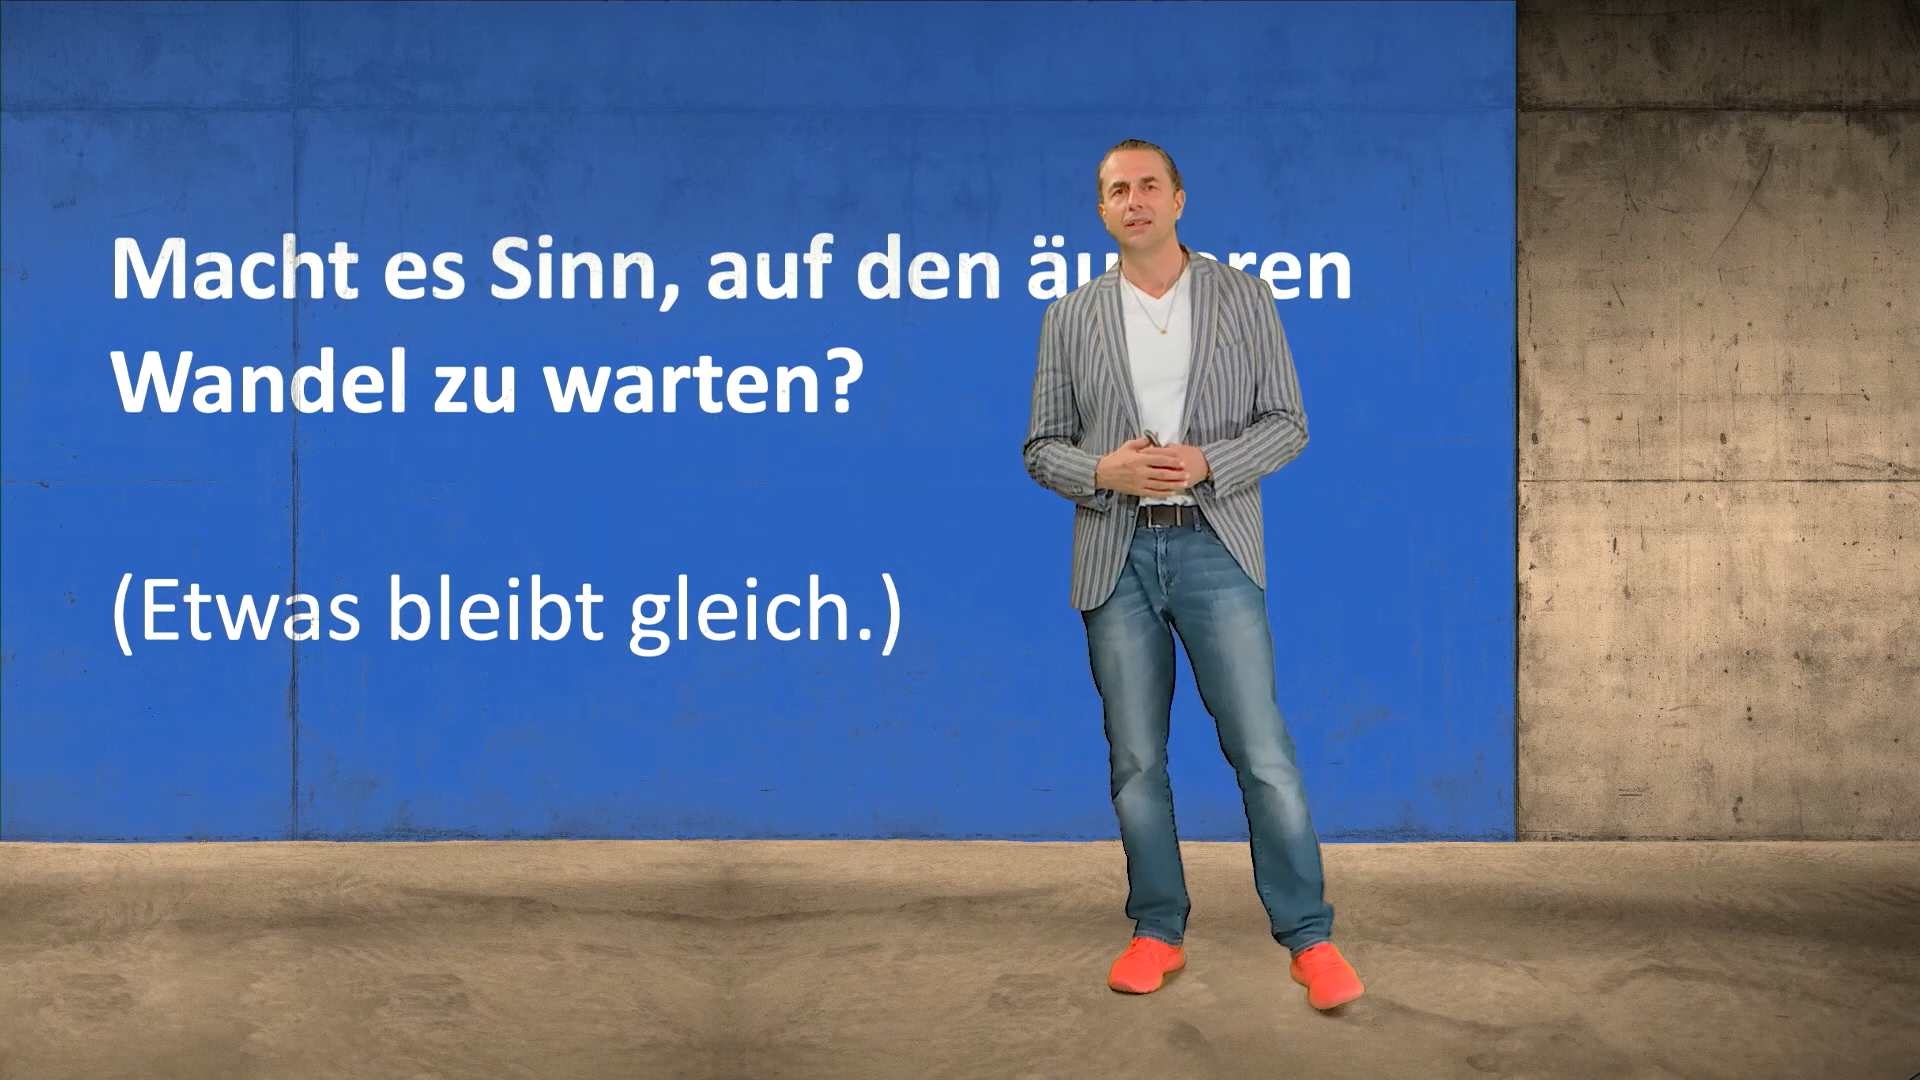 Macht es Sinn, auf den
Wandel zu warten?
(Etwas bleibt gleich.)